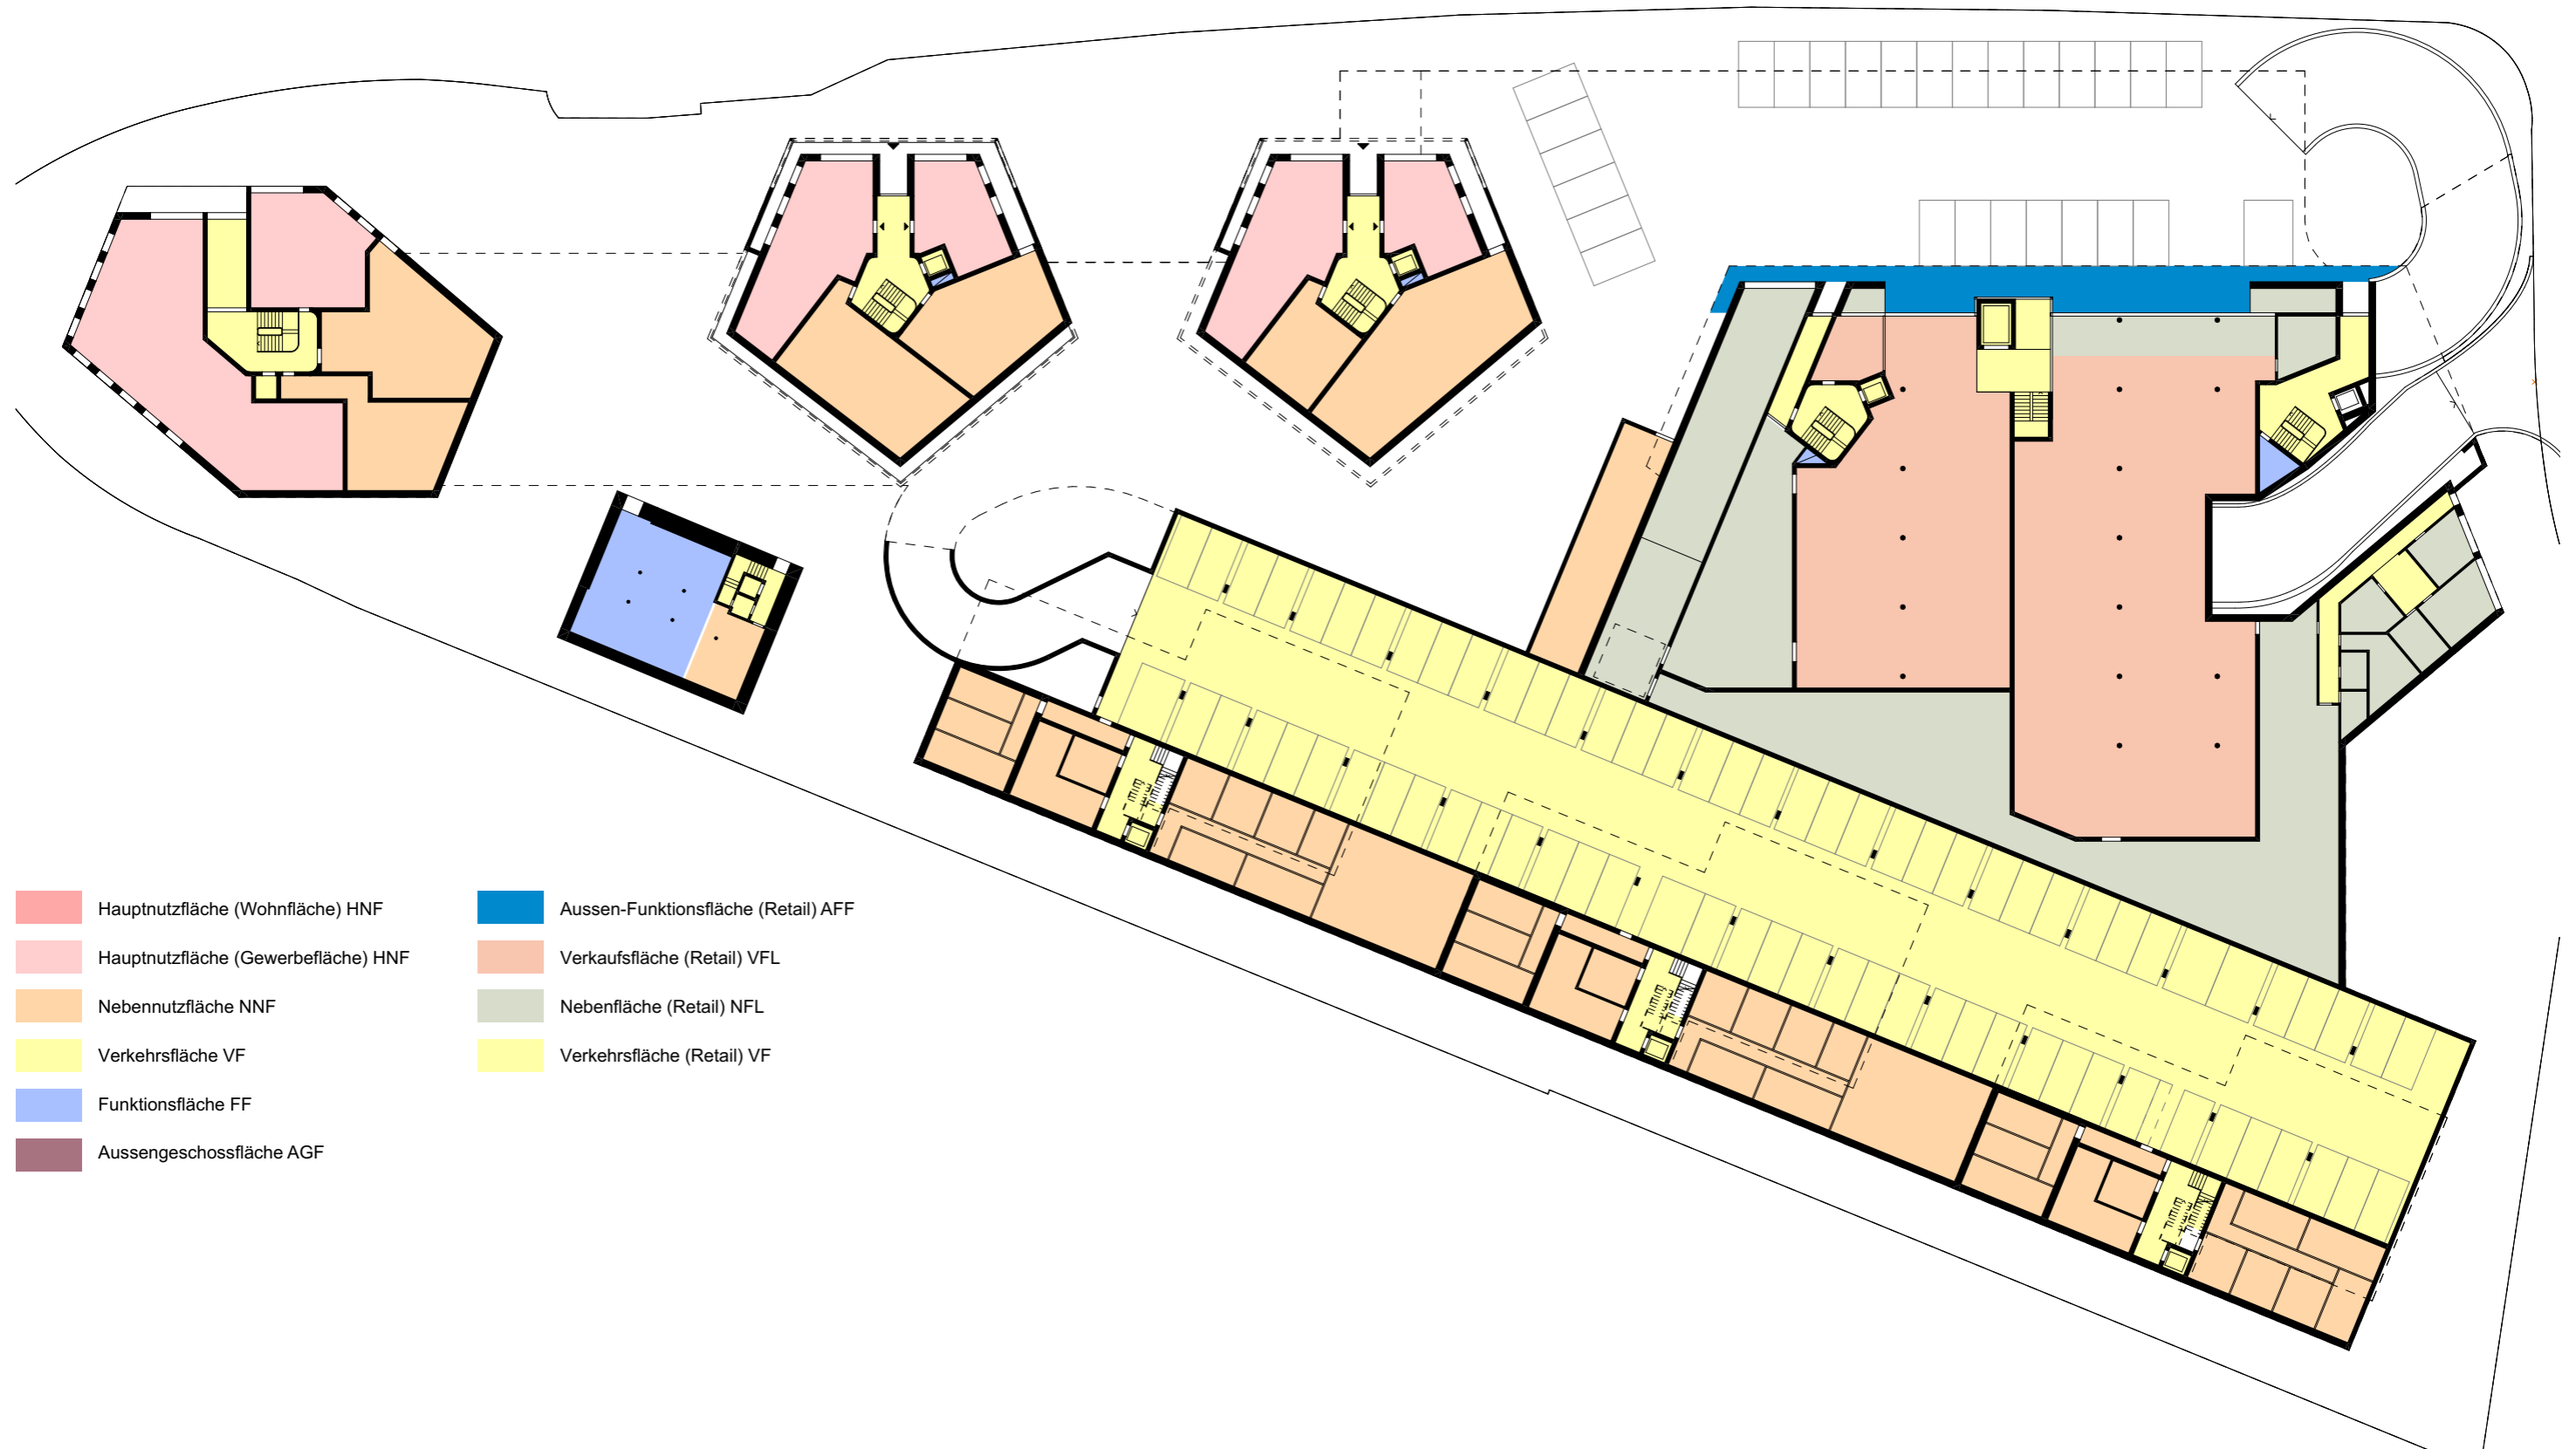 Hauptnutzfläche (Wohnfläche) HNF
Hauptnutzfläche (Gewerbefläche) HNF
Nebennutzfläche NNF
Verkehrsfläche VF
Funktionsfläche FF
Aussengeschossfläche AGF
Aussen-Funktionsfläche (Retail) AFF
Verkaufsfläche (Retail) VFL
Nebenfläche (Retail) NFL
Verkehrsfläche (Retail) VF